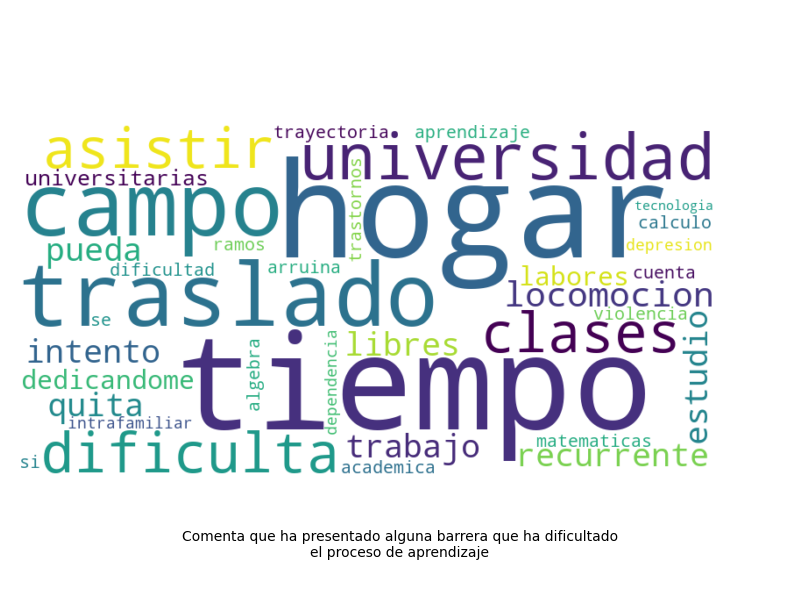 trayectoria aprendizaje
asistir universidad
universitarias trastornos
campo hogar tecnologia
calculo
pueda ramos depresion
dificultad arruina labores cuenta
traslado locomocion
se violencia
clases estudio
intento libres
tiempo
dedicandome algebra dependencia
quita
intrafamiliar
dificulta trabajo matematicas
recurrente
si academica
Comenta que ha presentado alguna barrera que ha dificultado
el proceso de aprendizaje